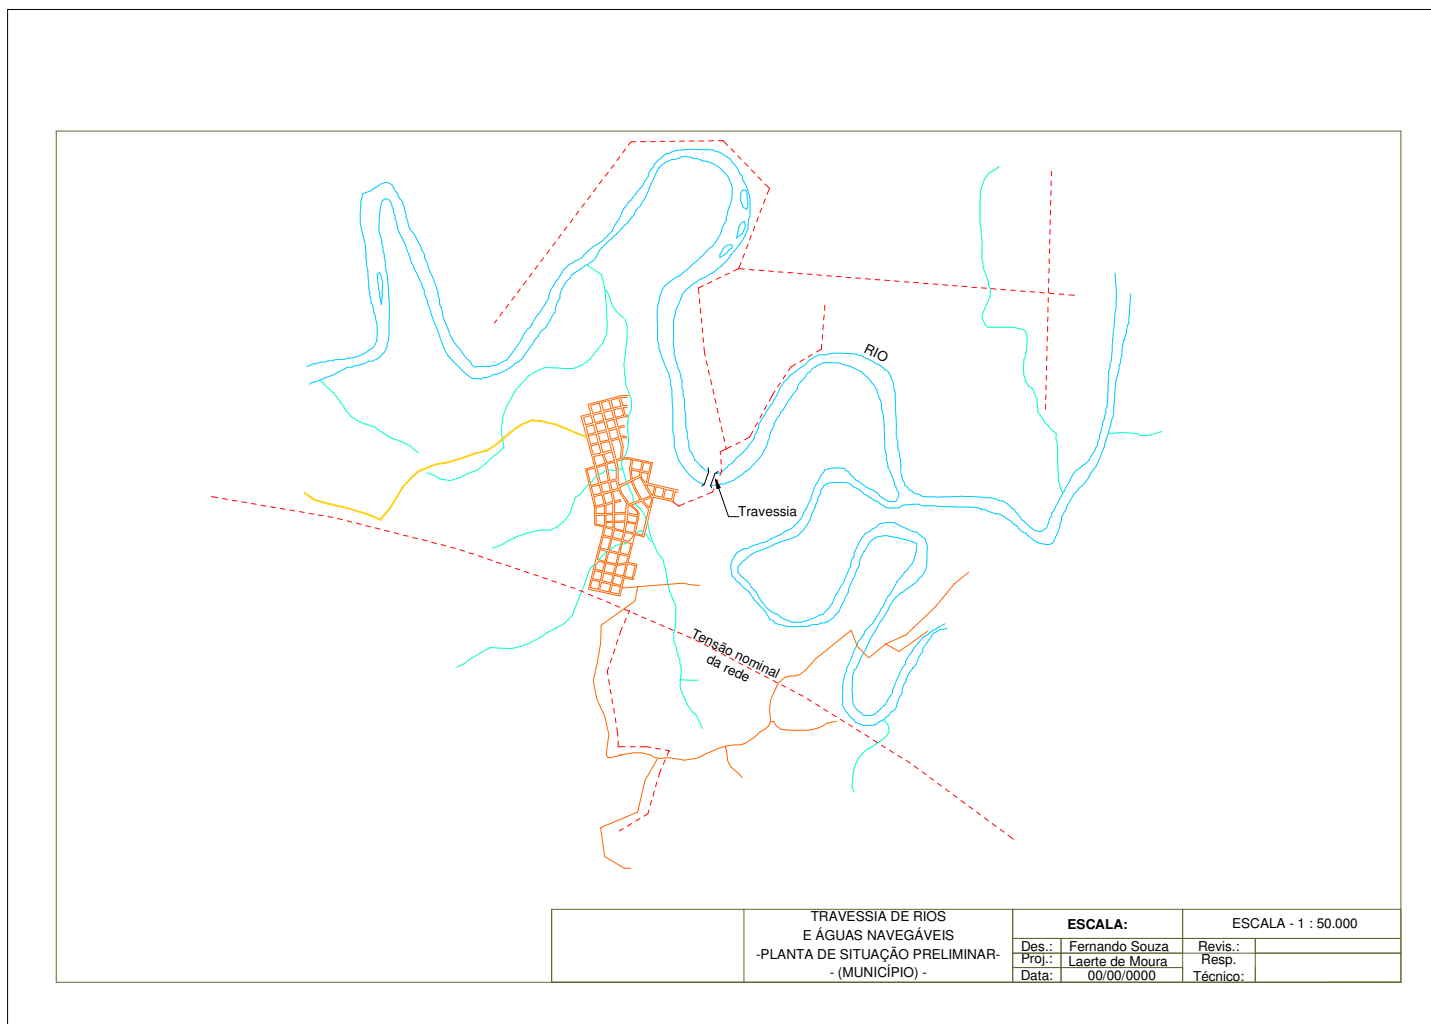 RIO
Travessia
Tensão nominal
da rede
TRAVESSIA DE RIOS
E ÁGUAS NAVEGÁVEIS
-PLANTA DE SITUAÇÃO PRELIMINAR-
- (MUNICÍPIO) -
ESCALA:
ESCALA - 1 : 50.000
Des.: Fernando Souza Revis.:
Proj.: Laerte de Moura Resp.
Data: 00/00/0000 Técnico: